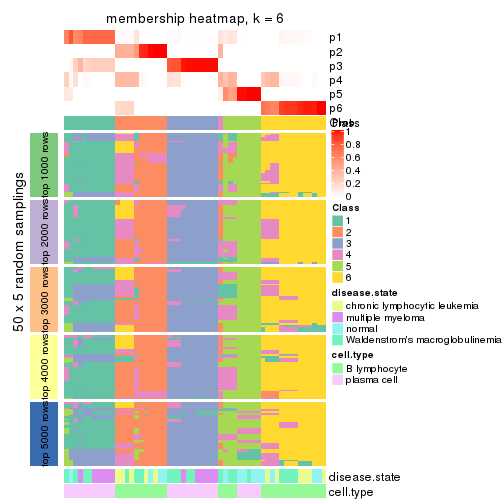 membership heatmap, k = 6
p1
p2
p3
p4
p5
p6
Class
Prob
1
0.8
0.6
0.4
0.2
0
Class
1
2
3
4
5
6
disease.state
chronic lymphocytic leukemia
multiple myeloma
normal
Waldenstrom's macroglobulinemia
cell.type
B lymphocyte
plasma cell
50 x 5 random samplings
top 1000 rows
top 2000 rows
top 3000 rows
top 4000 rows
top 5000 rows
disease.state
cell.type